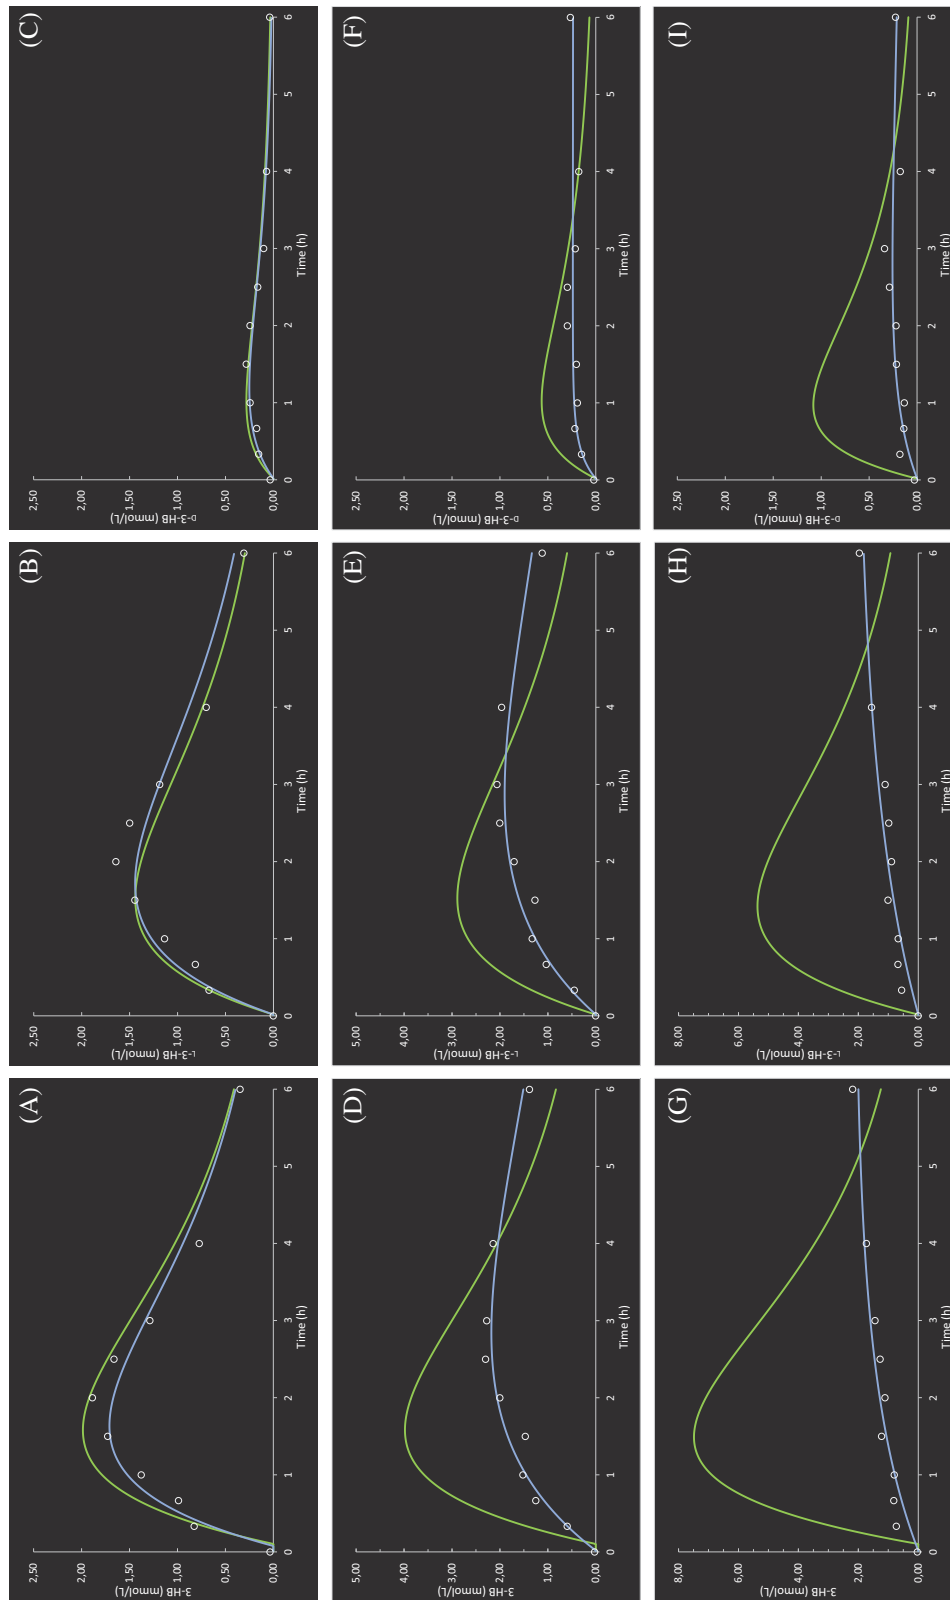 (A)
3-HB (mmol/L)
2,50
2,00
1,50
1,00
0,50
0,00
0 1 2 3 4 5 6
Time (h)
(B)
L-3-HB (mmol/L)
2,50
2,00
1,50
1,00
0,50
0,00
0 1 2 3 4 5 6
Time (h)
(C)
D-3-HB (mmol/L)
2,50
2,00
1,50
1,00
0,50
0,00
0 1 2 3 4 5 6
Time (h)
(D)
3-HB (mmol/L)
5,00
4,00
3,00
2,00
1,00
0,00
0 1 2 3 4 5 6
Time (h)
(E)
L-3-HB (mmol/L)
5,00
4,00
3,00
2,00
1,00
0,00
0 1 2 3 4 5 6
Time (h)
(F)
D-3-HB (mmol/L)
2,50
2,00
1,50
1,00
0,50
0,00
0 1 2 3 4 5 6
Time (h)
(G)
3-HB (mmol/L)
8,00
6,00
4,00
2,00
0,00
0 1 2 3 4 5 6
Time (h)
(H)
L-3-HB (mmol/L)
8,00
6,00
4,00
2,00
0,00
0 1 2 3 4 5 6
Time (h)
(I)
D-3-HB (mmol/L)
2,50
2,00
1,50
1,00
0,50
0,00
0 1 2 3 4 5 6
Time (h)